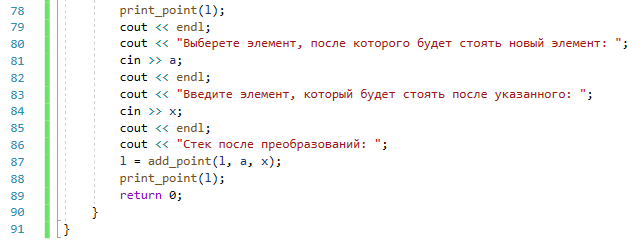 78 print_point(l);
79 cout << endl;
80 cout << "Выберете элемент, после которого будет стоять новый элемент: ";
81 cin >> a;
82 cout << endl;
83 cout << "Введите элемент, который будет стоять после указанного: ";
84 cin >> x;
85 cout << endl;
86 cout << "Стек после преобразований: ";
87 l = add_point(l, a, x);
88 print_point(l);
89 return 0;
90 }
91 }